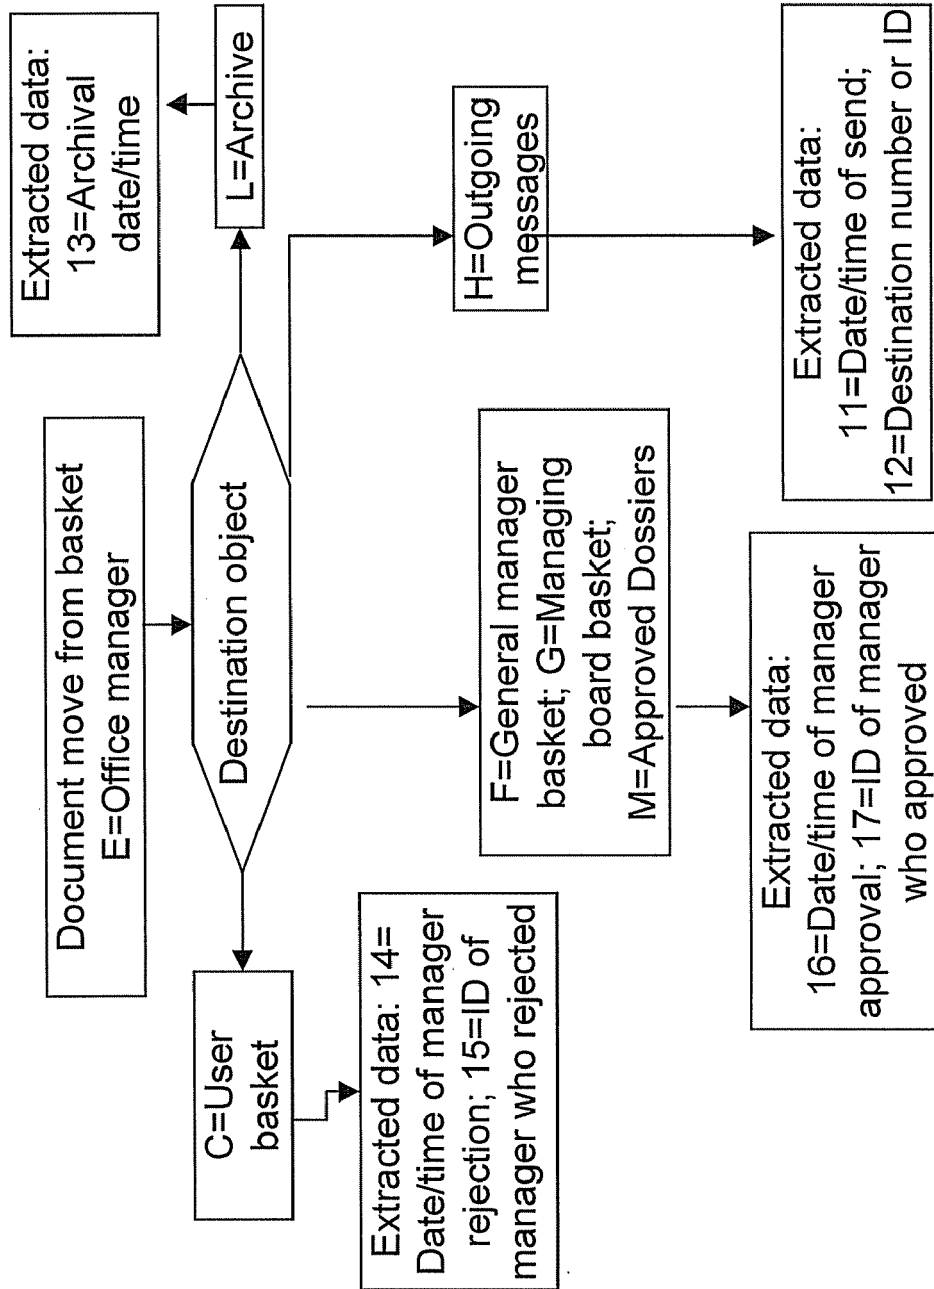 Document move from basket
E=Office manager
Destination object
C=User
basket
Extracted data: 14=
Date/time of manager
rejection; 15=ID of
manager who rejected
F=General manager
basket; G=Managing
board basket;
M=Approved Dossiers
Extracted data:
16=Date/time of manager
approval; 17=ID of manager
who approved
H=Outgoing
messages
Extracted data:
11=Date/time of send;
12=Destination number or ID
L=Archive
Extracted data:
13=Archival
date/time